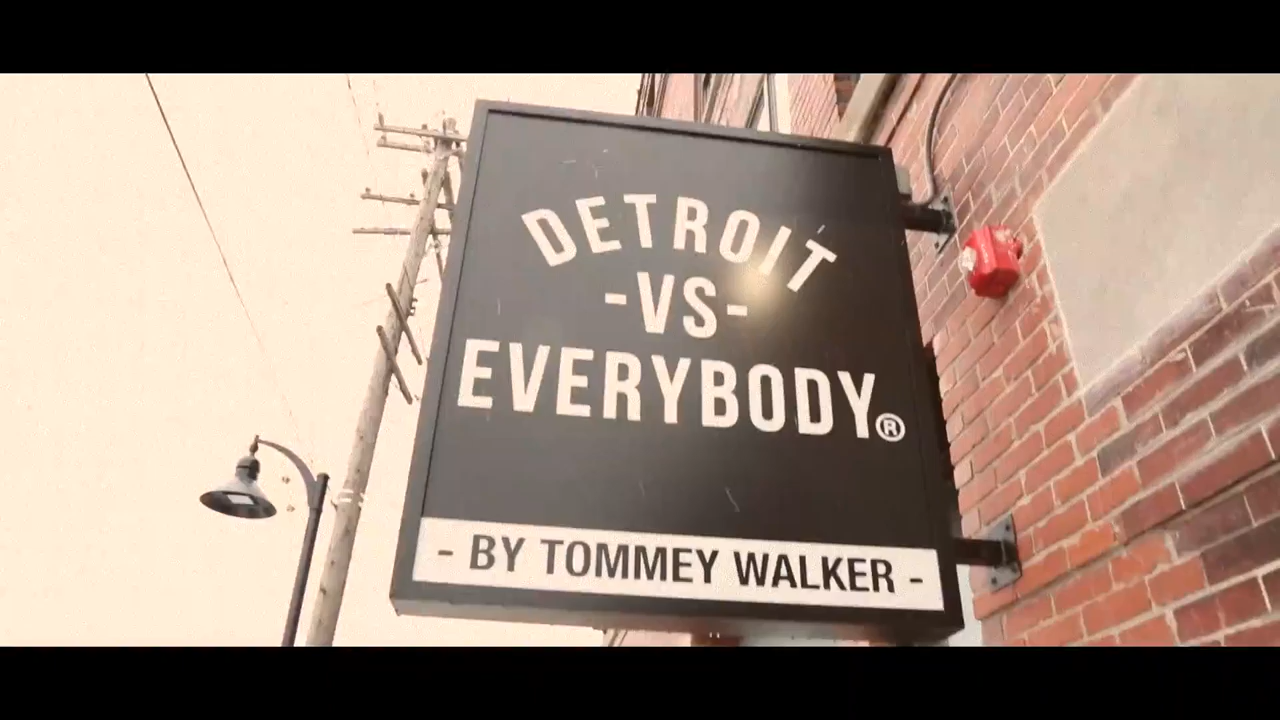 DETROIT
-VS-
EVERYBODY®
- BY TOMMEY WALKER -